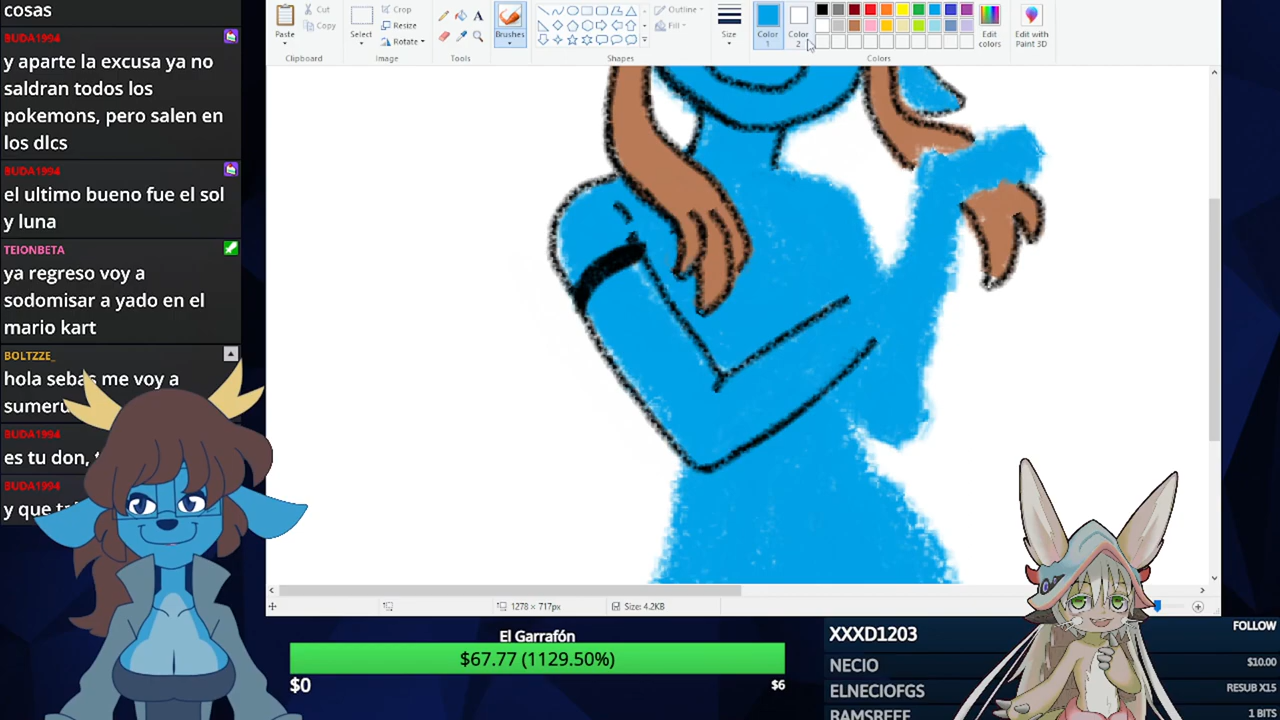 cosas
BUDA1994
y aparte la excusa ya no
saldran todos los
pokemons, pero salen en
los dlcs
BUDA1994
el ultimo bueno fue el sol
y luna
TEIONBETA
ya regreso voy a
sodomisar a yado en el
mario kart
BOLTZZE_
hola sebas me voy a
sumeru
BUDA1994
es tu don,
BUDA1994
y que
Paste
Cut
Copy
Clipboard
Select
Crop
Resize
Rotate
Image
A
Tools
Brushes
Outline
Fill
Shapes
Size
Color
1
Color
2
Edit
colors
Colors
Edit with
Paint 3D
1278 × 717px
Size: 4.2KB
El Garrafón
$67.77 (1129.50%)
$0
$6
XXXD1203
FOLLOW
NECIO
$10.00
ELNECIOFGS
RESUB X15
RAMSREEE
1 BITS